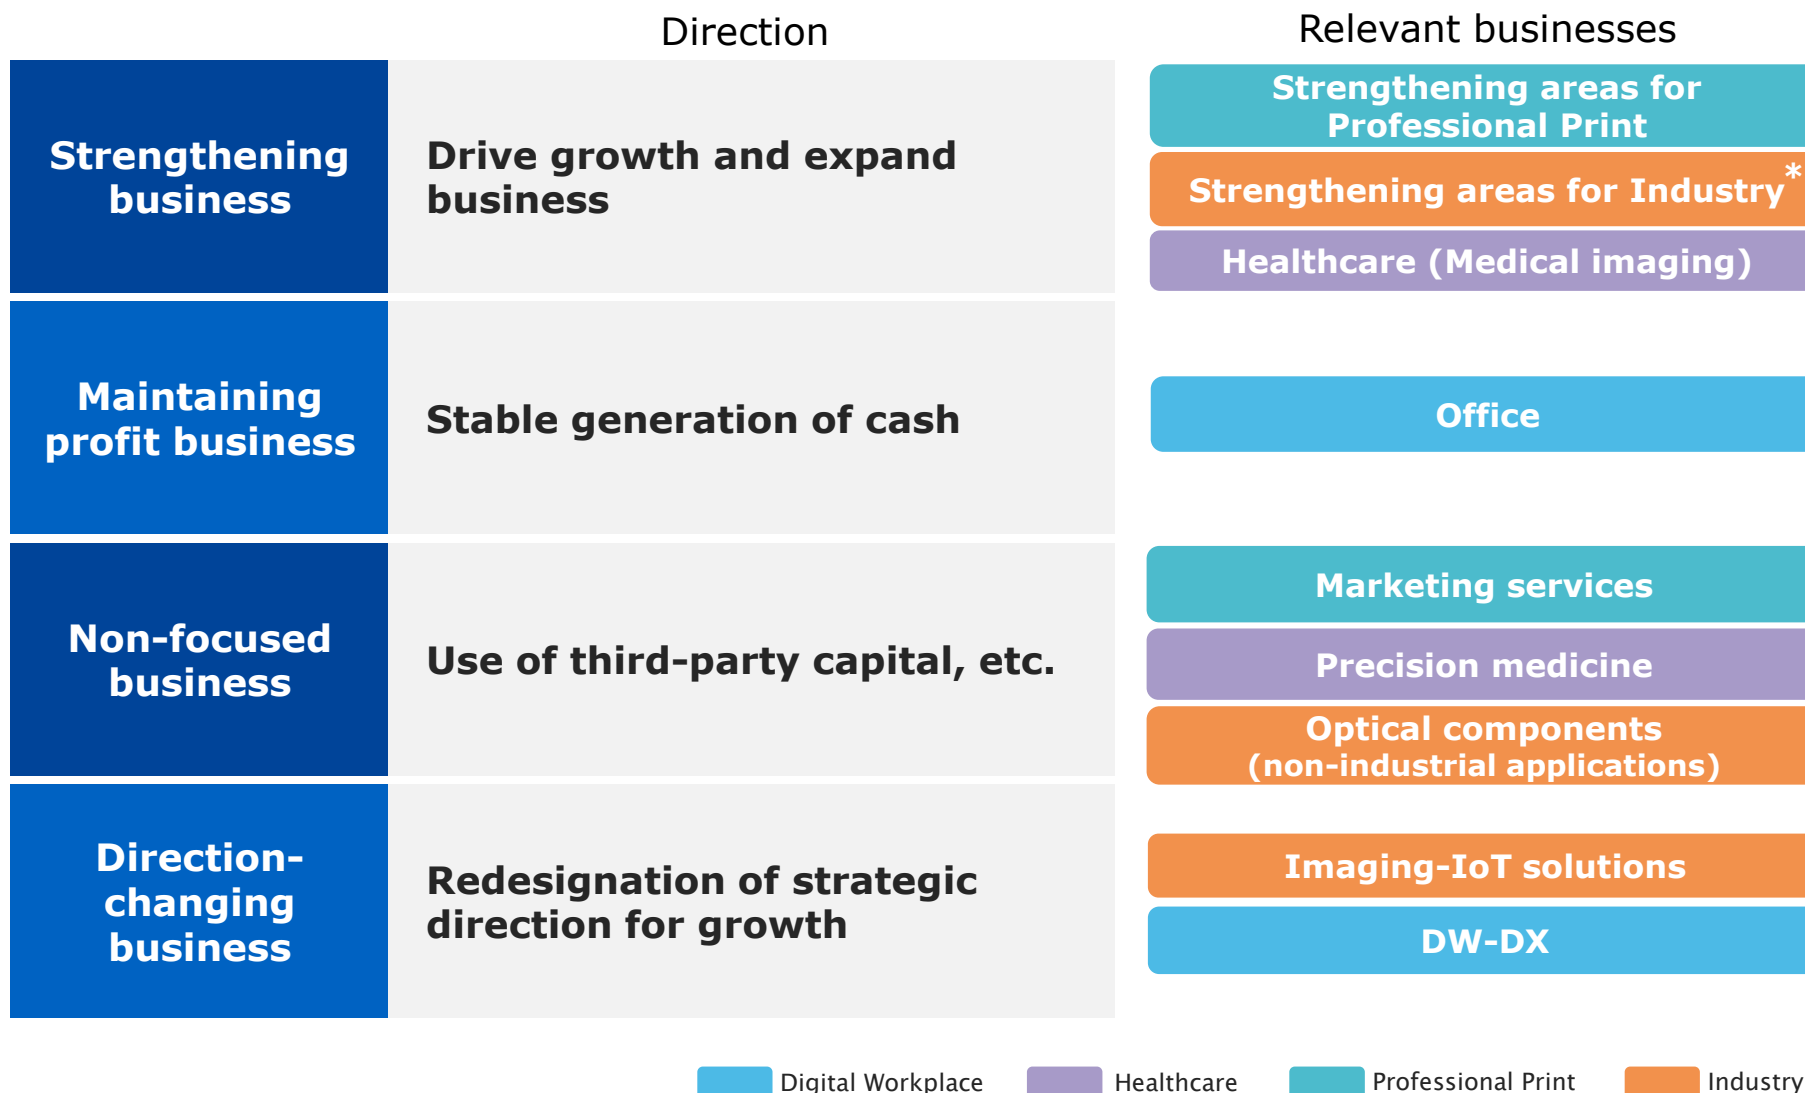 Direction
Relevant businesses
Strengthening
business
Drive growth and expand
business
Strengthening areas for
Professional Print
Strengthening areas for Industry*
Healthcare (Medical imaging)
Maintaining
profit business
Stable generation of cash
Office
Non-focused
business
Use of third-party capital, etc.
Marketing services
Precision medicine
Optical components
(non-industrial applications)
Direction-
changing
business
Redesignation of strategic
direction for growth
Imaging-IoT solutions
DW-DX
Digital Workplace
Healthcare
Professional Print
Industry